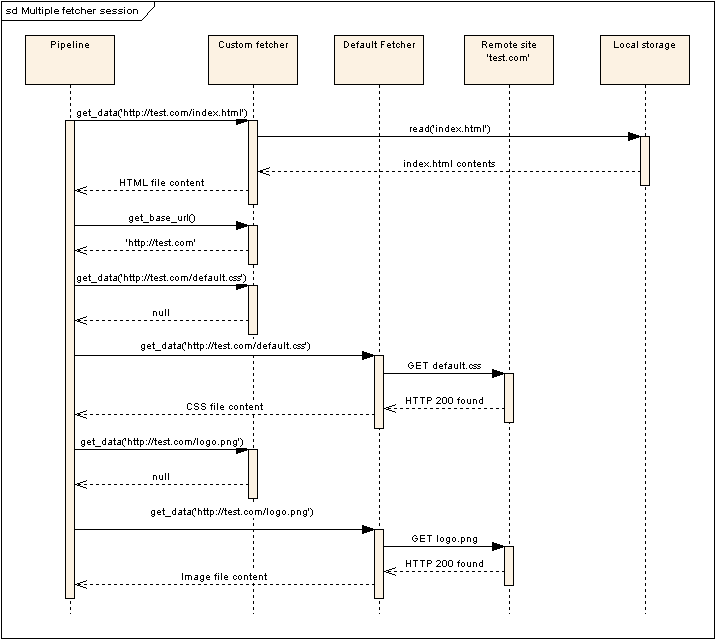 sd Multiple fetcher session
Pipeline
Custom fetcher
Default Fetcher
Remote site
'test.com'
Local storage
get_data('http://test.com/index.html')
read('index.html')
index.html contents
HTML file content
get_base_url()
'http://test.com'
get_data('http://test.com/default.css')
null
get_data('http://test.com/default.css')
GET default.css
HTTP 200 found
CSS file content
get_data('http://test.com/logo.png')
null
get_data('http://test.com/logo.png')
GET logo.png
HTTP 200 found
Image file content